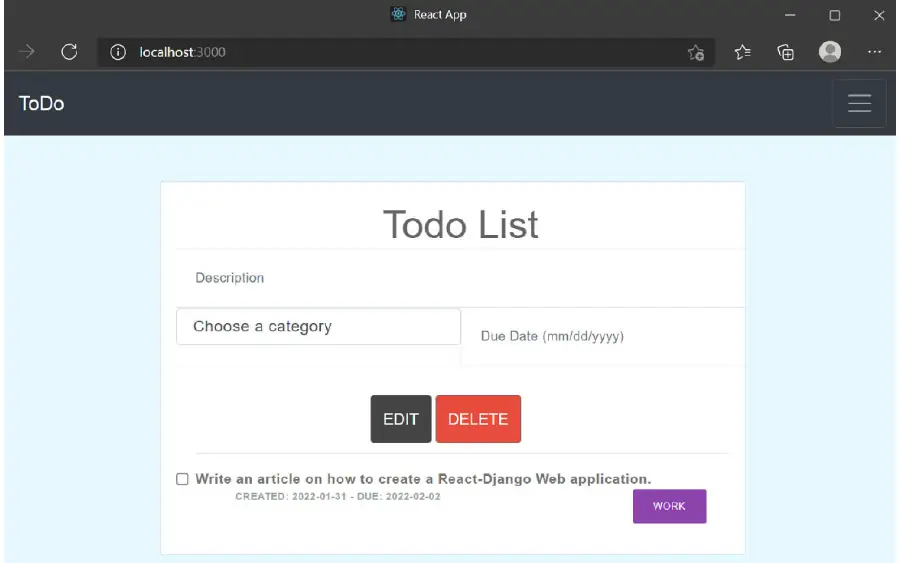 React App
localhost:3000
ToDo
Todo List
Description
Choose a category
Due Date (mm/dd/yyyy)
EDIT DELETE
Write an article on how to create a React-Django Web application.
CREATED: 2022-01-31 - DUE: 2022-02-02
WORK